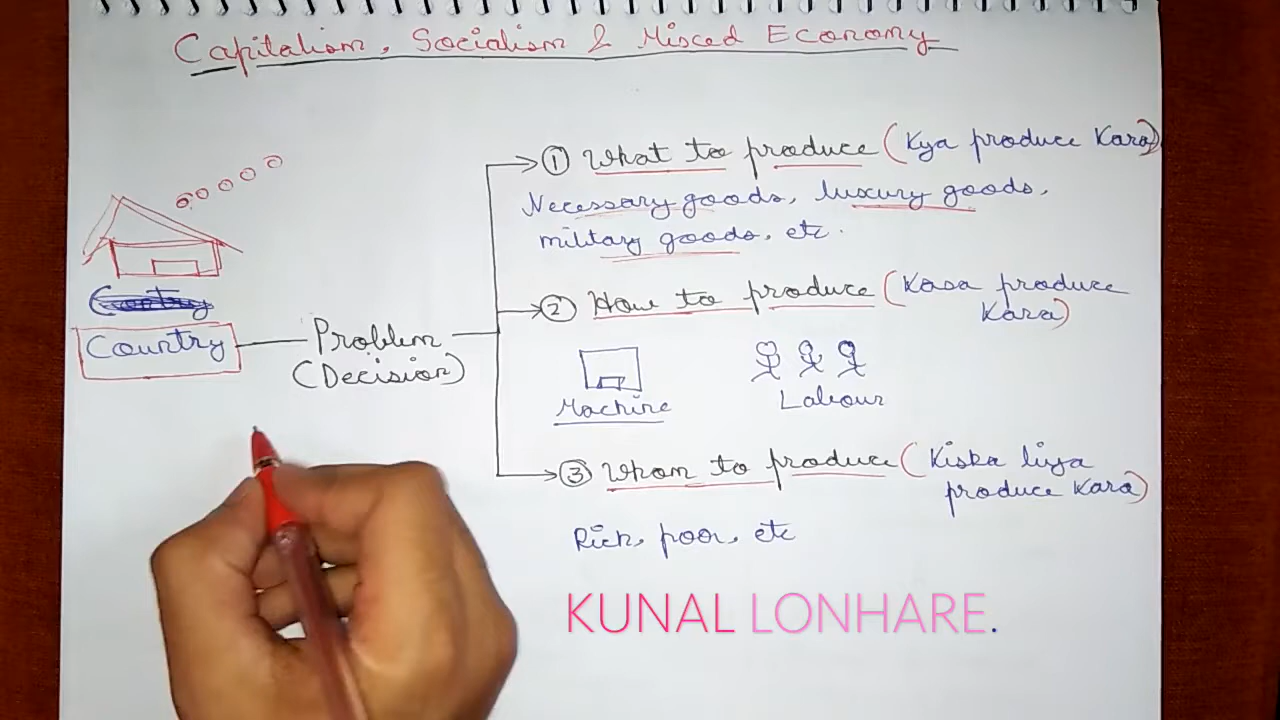 Capitalism, Socialism & Misced Economy
① What to produce (Kya produce Kara)
Necessary goods, luxury goods,
military goods, etc.
② How to produce (Kasa produce
Kara)
Country
Problem
(Decision)
Machine
Labour
③ Whom to produce (Kiska liya
produce Kara)
Rich, poor, etc
KUNAL LONHARE.